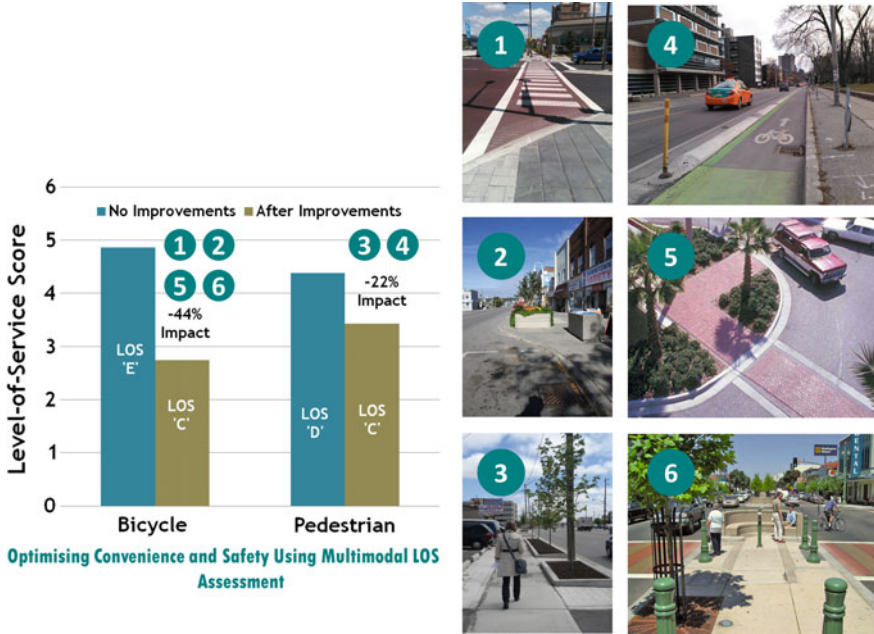 6
5
4
3
2
1
0
Level-of-Service Score
No Improvements
After Improvements
1 2
5 6
-44%
Impact
LOS
'E'
LOS
'C'
3 4
-22%
Impact
LOS
'D'
LOS
'C'
Bicycle
Pedestrian
Optimising Convenience and Safety Using Multimodal LOS
Assessment
1
4
2
5
3
6